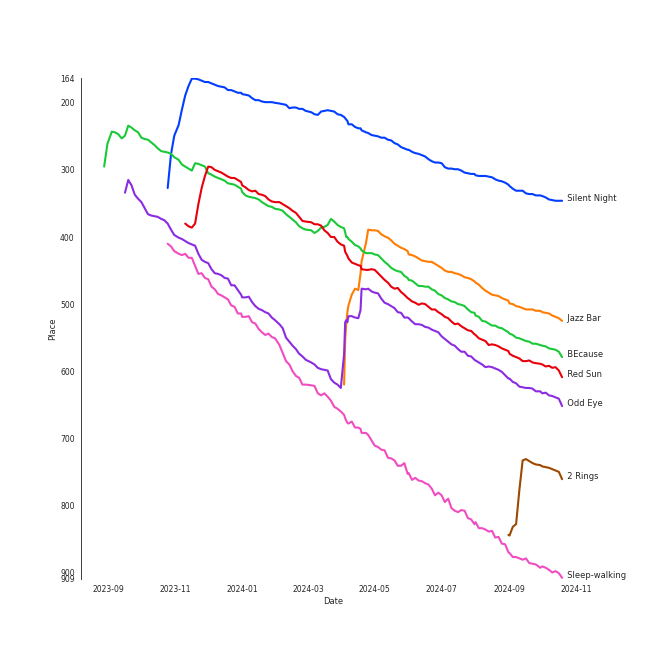 164
200
300
400
500
600
700
800
900
909
Place
Silent Night
Jazz Bar
BEcause
Red Sun
Odd Eye
2 Rings
Sleep-walking
2023-09
2023-11
2024-01
2024-03
2024-05
2024-07
2024-09
2024-11
Date